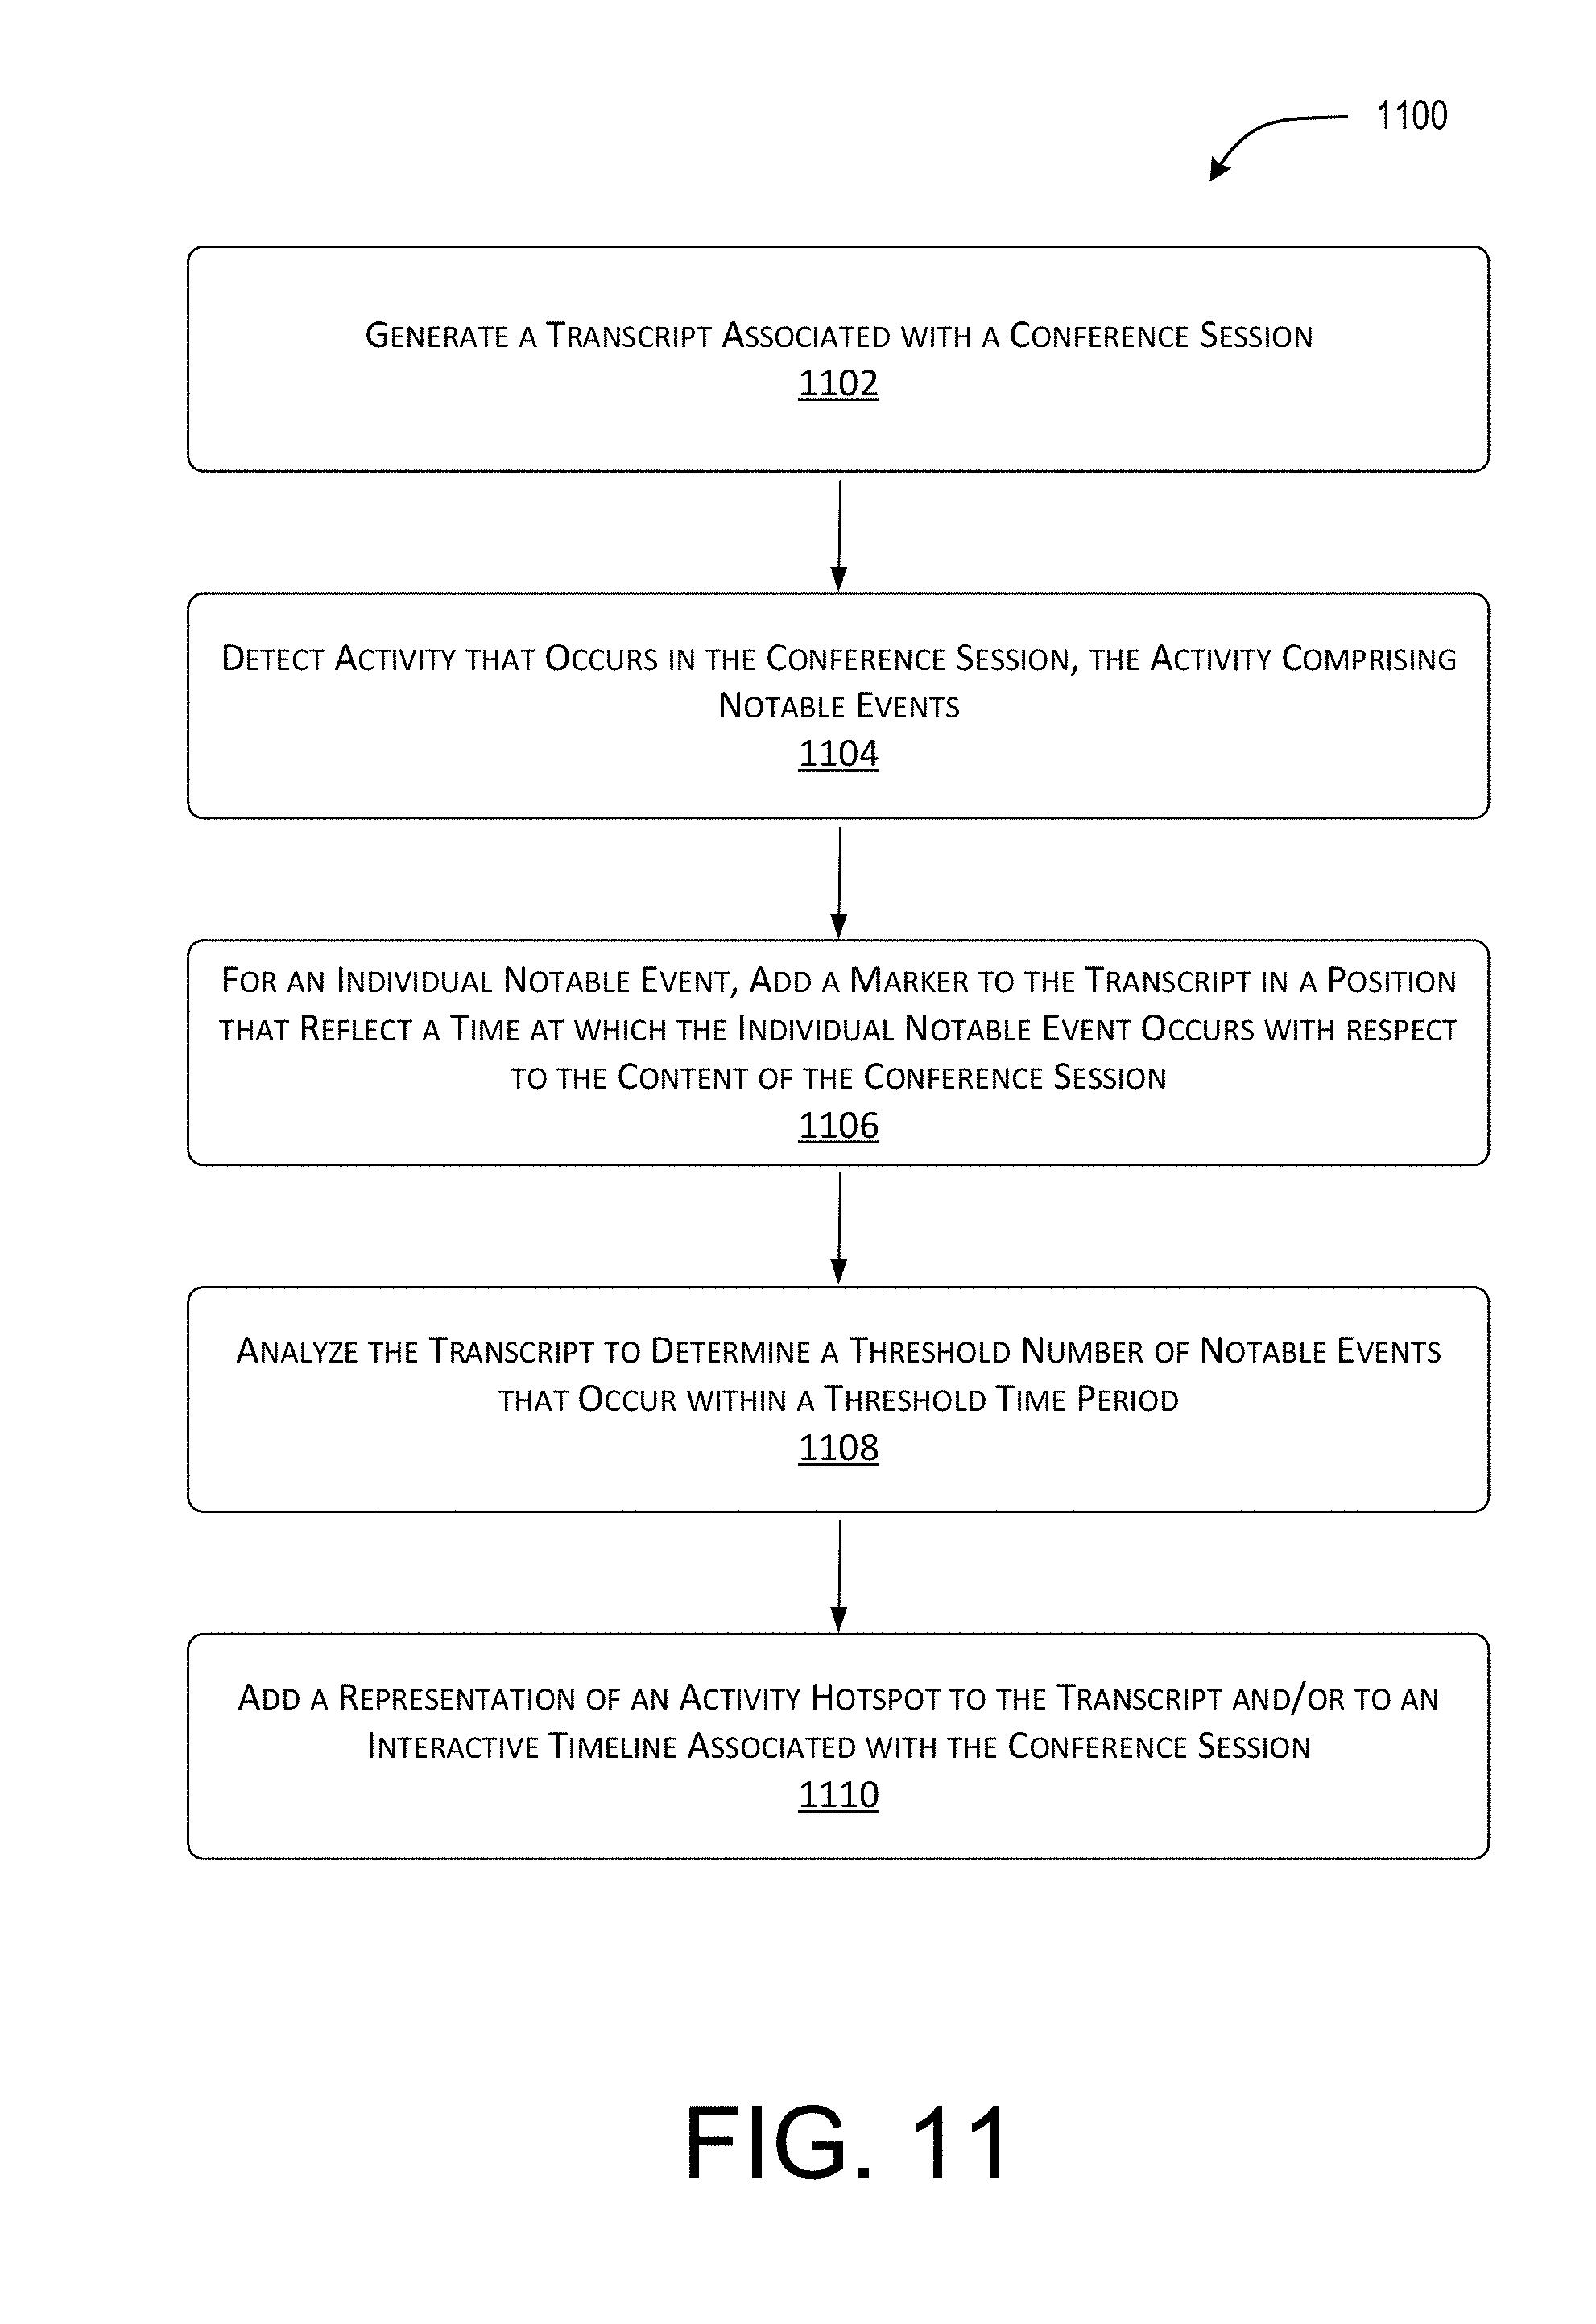 1100
GENERATE A TRANSCRIPT ASSOCIATED WITH A CONFERENCE SESSION
1102
DETECT ACTIVITY THAT OCCURS IN THE CONFERENCE SESSION, THE ACTIVITY COMPRISING
NOTABLE EVENTS
1104
FOR AN INDIVIDUAL NOTABLE EVENT, ADD A MARKER TO THE TRANSCRIPT IN A POSITION
THAT REFLECT A TIME AT WHICH THE INDIVIDUAL NOTABLE EVENT OCCURS WITH RESPECT
TO THE CONTENT OF THE CONFERENCE SESSION
1106
ANALYZE THE TRANSCRIPT TO DETERMINE A THRESHOLD NUMBER OF NOTABLE EVENTS
THAT OCCUR WITHIN A THRESHOLD TIME PERIOD
1108
ADD A REPRESENTATION OF AN ACTIVITY HOTSPOT TO THE TRANSCRIPT AND/OR TO AN
INTERACTIVE TIMELINE ASSOCIATED WITH THE CONFERENCE SESSION
1110
FIG. 11